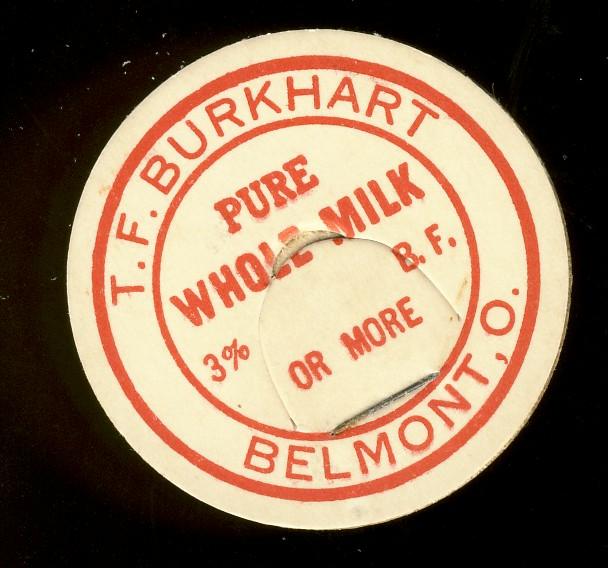 T. F. BURKHART
PURE
WHOLE MILK
3% B. F.
OR MORE
BELMONT, O.